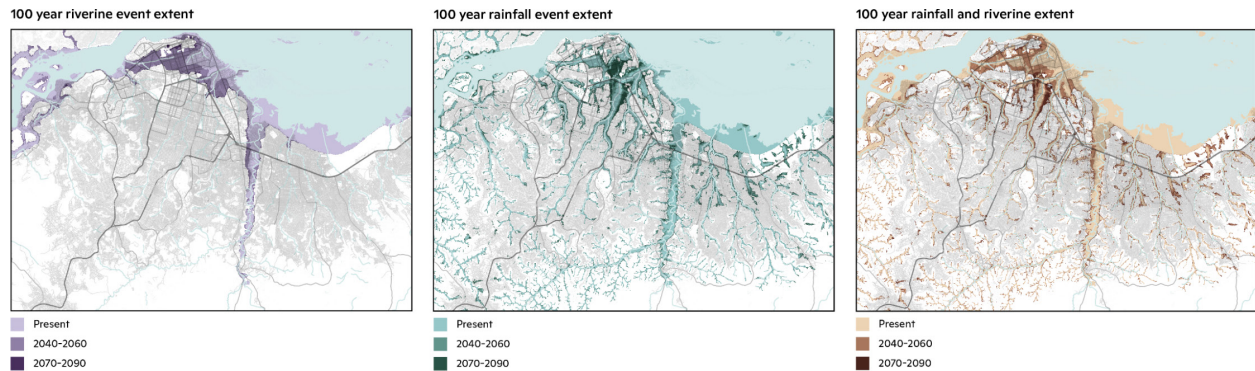 100 year riverine event extent
Present
2040-2060
2070-2090
100 year rainfall event extent
Present
2040-2060
2070-2090
100 year rainfall and riverine extent
Present
2040-2060
2070-2090